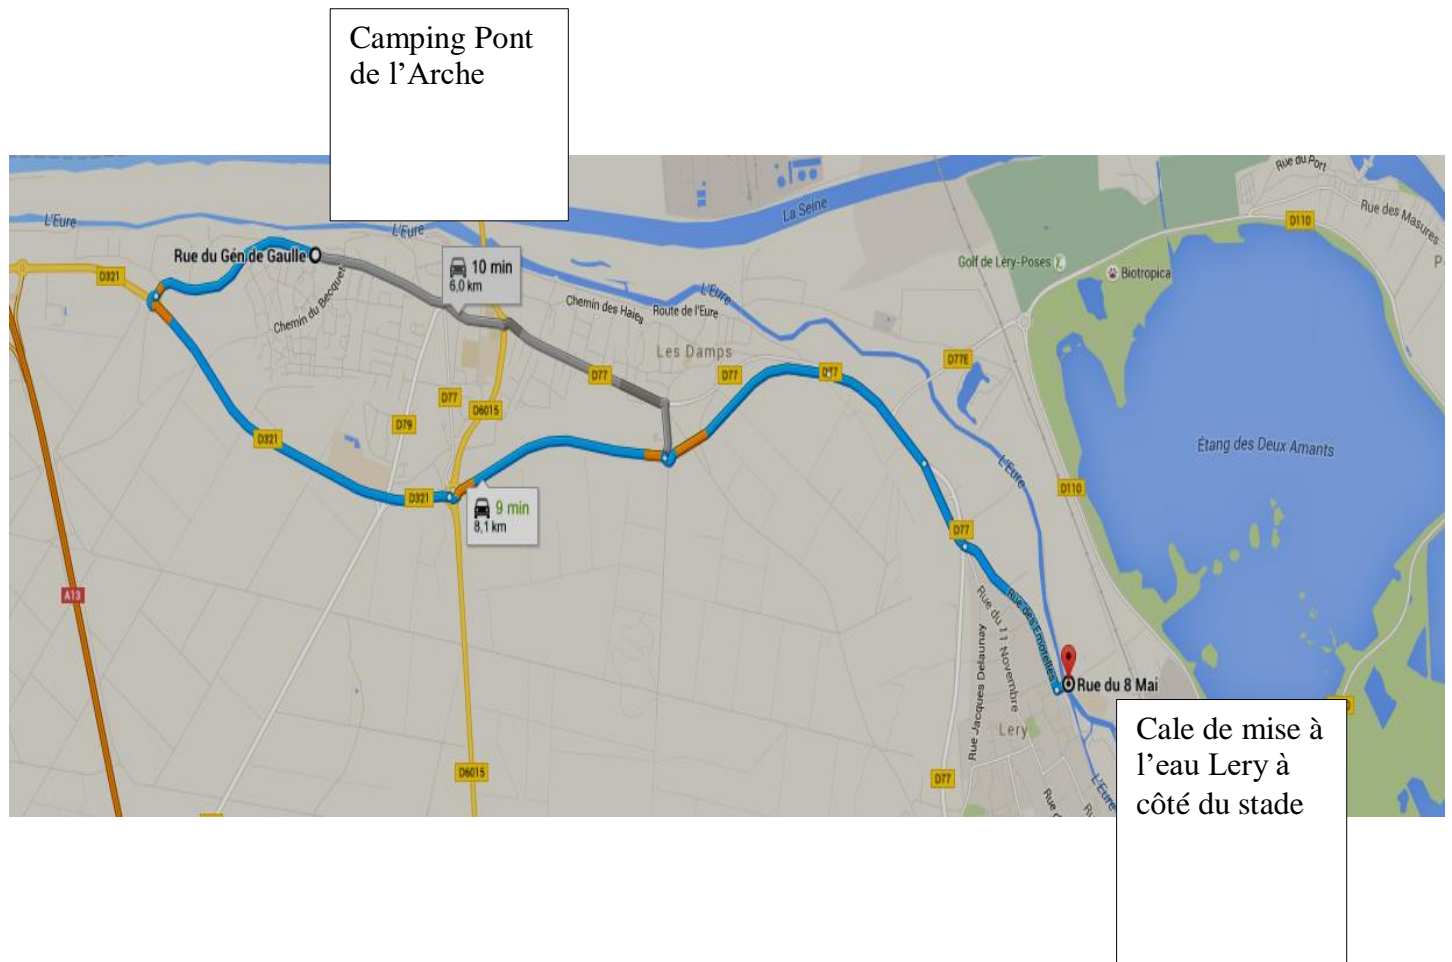 Camping Pont
de l’Arche
Rue du Port
Rue des Masures
D110
La Seine
L'Eure
L'Eure
Rue du Gén de Gaulle
D321
10 min
6,0 km
Golf de Lery-Poses
Biotropica
L'Eure
Chemin du Becquet
Chemin des Haies
Route de l'Eure
Les Damps
D77E
D77
D77
D77
D77
D6015
D79
D321
Étang des Deux Amants
L'Eure
D110
D321
9 min
8,1 km
D77
A13
Rue des Emotelles
Rue du 11 Novembre
Rue Jacques Delaunay
Rue du 8 Mai
Lery
D6015
D77
L'Eure
Cale de mise à
l’eau Lery à
côté du stade